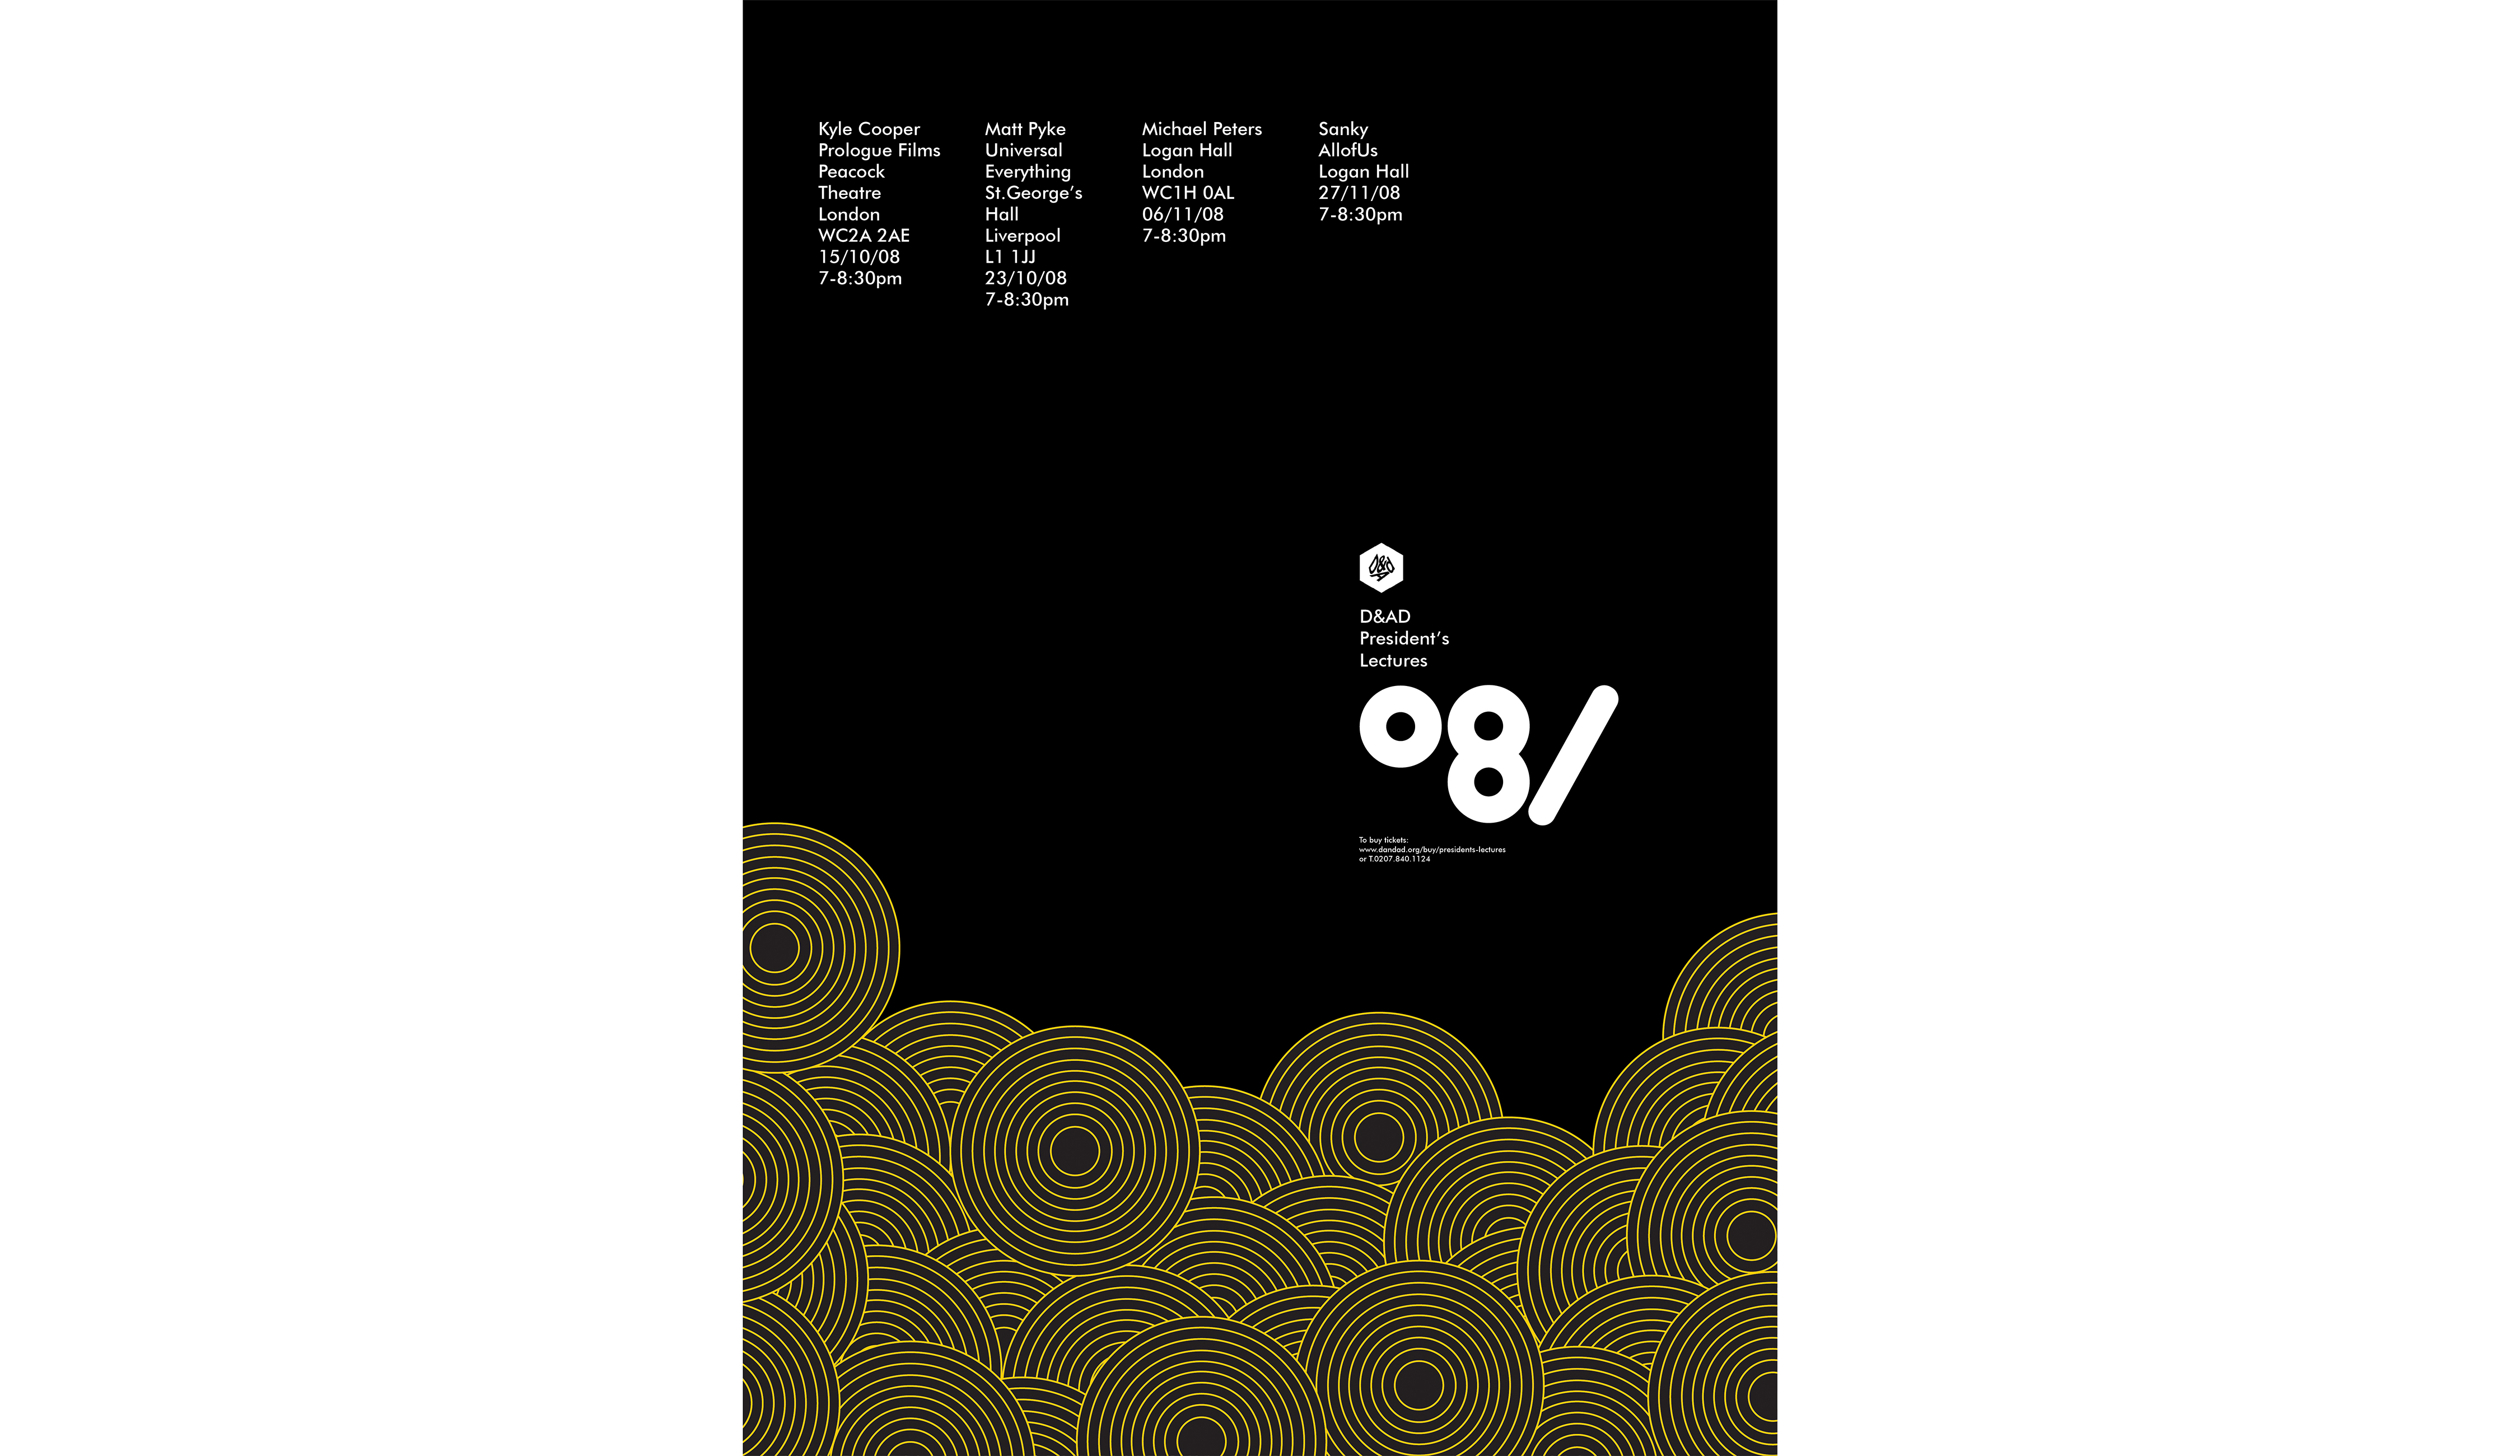 Kyle Cooper
Prologue Films
Peacock
Theatre
London
WC2A 2AE
15/10/08
7-8:30pm
Matt Pyke
Universal
Everything
St.George’s
Hall
Liverpool
L1 1JJ
23/10/08
7-8:30pm
Michael Peters
Logan Hall
London
WC1H 0AL
06/11/08
7-8:30pm
Sanky
AllofUs
Logan Hall
27/11/08
7-8:30pm
D&AD
D&AD
President’s
Lectures
08/
To buy tickets:
www.dandad.org/buy/presidents-lectures
or T.0207.840.1124